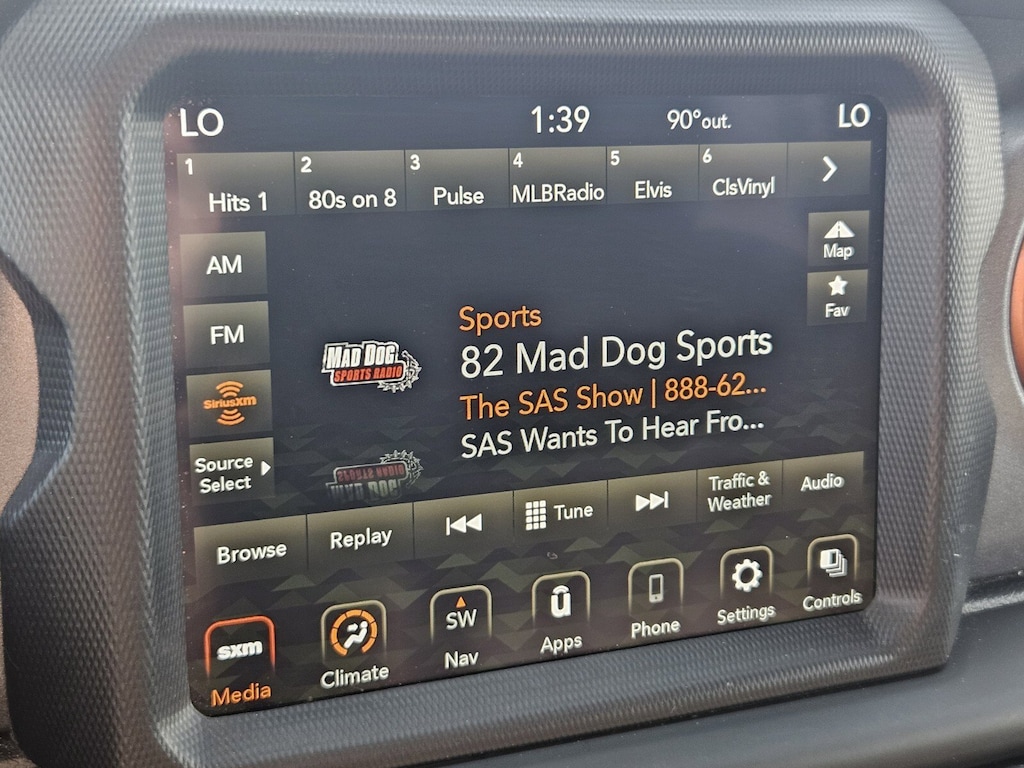 LO 1:39 90°out. LO
1 Hits 1
2 80s on 8
3 Pulse
4 MLBRadio
5 Elvis
6 ClsVinyl
AM
FM
SiriusXM
Source Select
Map
Fav
MAD DOG
SPORTS RADIO
Sports
82 Mad Dog Sports
The SAS Show | 888-62...
SAS Wants To Hear Fro...
Browse
Replay
Tune
Traffic & Weather
Audio
sxm
Media
Climate
SW
Nav
u
Apps
Phone
Settings
Controls